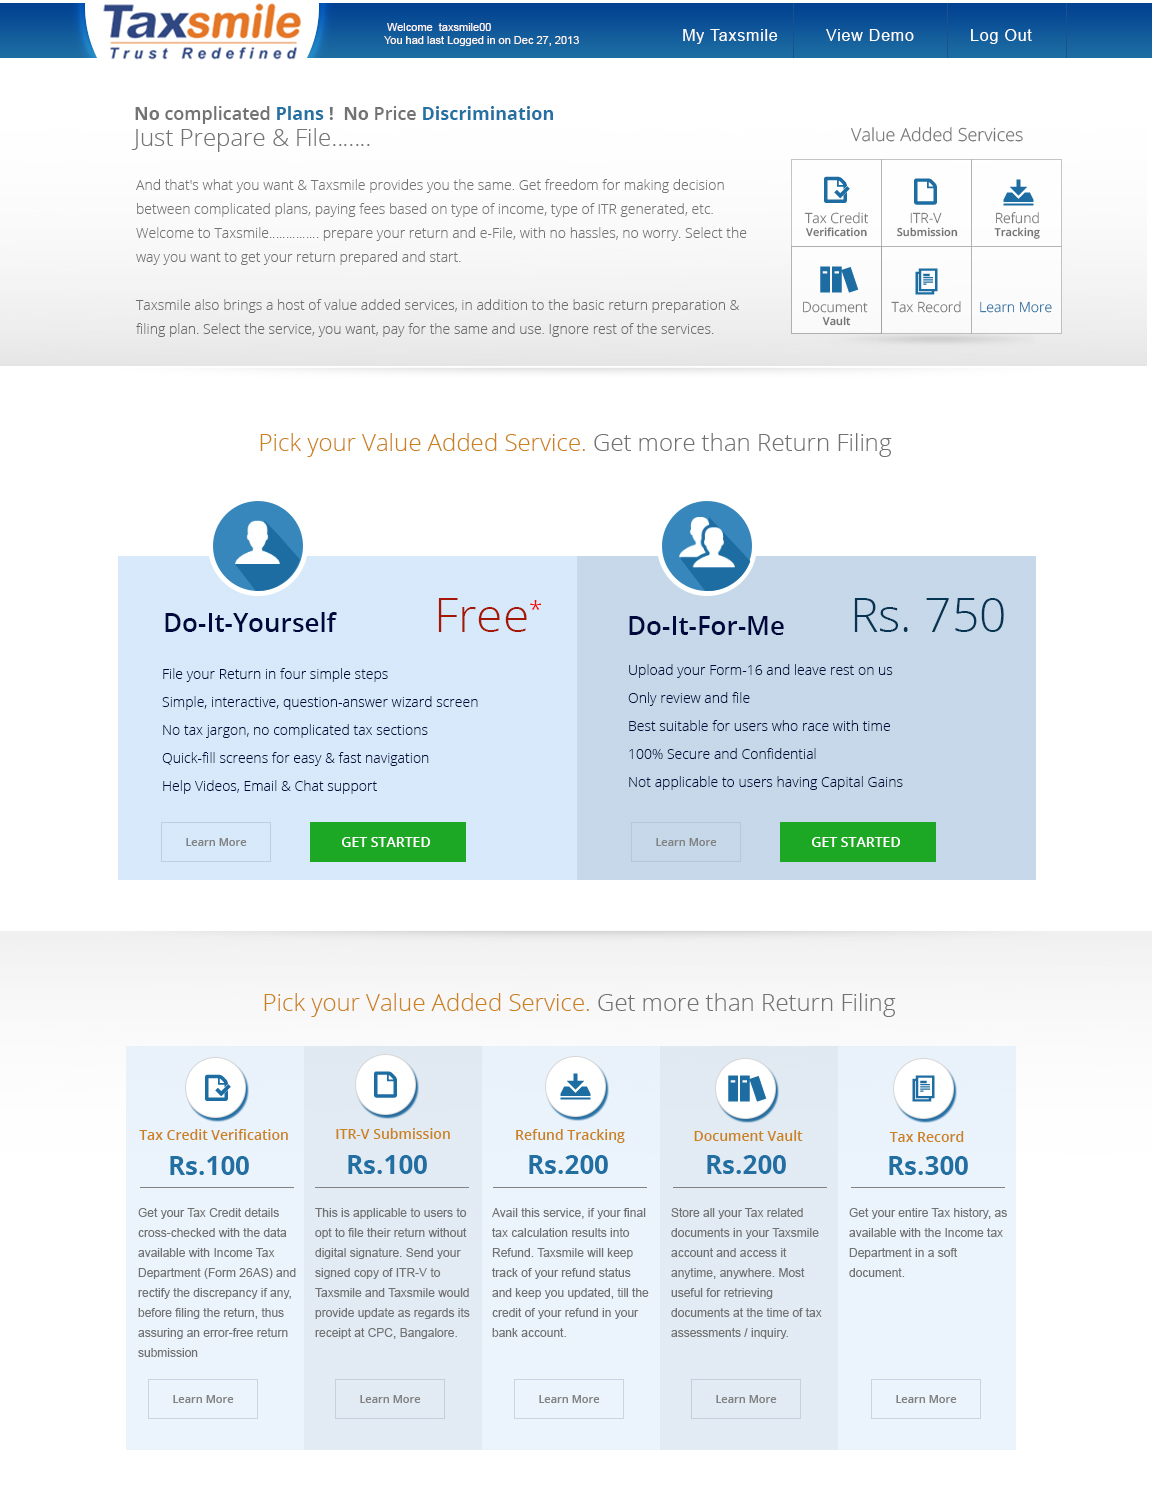 Taxsmile
Trust Redefined
Welcome taxsmile00
You had last Logged in on Dec 27, 2013
My Taxsmile
View Demo
Log Out
No complicated Plans ! No Price Discrimination
Just Prepare & File.......
And that's what you want & Taxsmile provides you the same. Get freedom for making decision
between complicated plans, paying fees based on type of income, type of ITR generated, etc.
Welcome to Taxsmile............... prepare your return and e-File, with no hassles, no worry. Select the
way you want to get your return prepared and start.
Taxsmile also brings a host of value added services, in addition to the basic return preparation &
filing plan. Select the service, you want, pay for the same and use. Ignore rest of the services.
Value Added Services
Tax Credit
Verification
ITR-V
Submission
Refund
Tracking
Document
Vault
Tax Record
Learn More
Pick your Value Added Service. Get more than Return Filing
Do-It-Yourself
Free*
File your Return in four simple steps
Simple, interactive, question-answer wizard screen
No tax jargon, no complicated tax sections
Quick-fill screens for easy & fast navigation
Help Videos, Email & Chat support
Learn More
GET STARTED
Do-It-For-Me
Rs. 750
Upload your Form-16 and leave rest on us
Only review and file
Best suitable for users who race with time
100% Secure and Confidential
Not applicable to users having Capital Gains
Learn More
GET STARTED
Pick your Value Added Service. Get more than Return Filing
Tax Credit Verification
Rs.100
Get your Tax Credit details
cross-checked with the data
available with Income Tax
Department (Form 26AS) and
rectify the discrepancy if any,
before filing the return, thus
assuring an error-free return
submission
Learn More
ITR-V Submission
Rs.100
This is applicable to users to
opt to file their return without
digital signature. Send your
signed copy of ITR-V to
Taxsmile and Taxsmile would
provide update as regards its
receipt at CPC, Bangalore.
Learn More
Refund Tracking
Rs.200
Avail this service, if your final
tax calculation results into
Refund. Taxsmile will keep
track of your refund status
and keep you updated, till the
credit of your refund in your
bank account.
Learn More
Document Vault
Rs.200
Store all your Tax related
documents in your Taxsmile
account and access it
anytime, anywhere. Most
useful for retrieving
documents at the time of tax
assessments / inquiry.
Learn More
Tax Record
Rs.300
Get your entire Tax history, as
available with the Income tax
Department in a soft
document.
Learn More